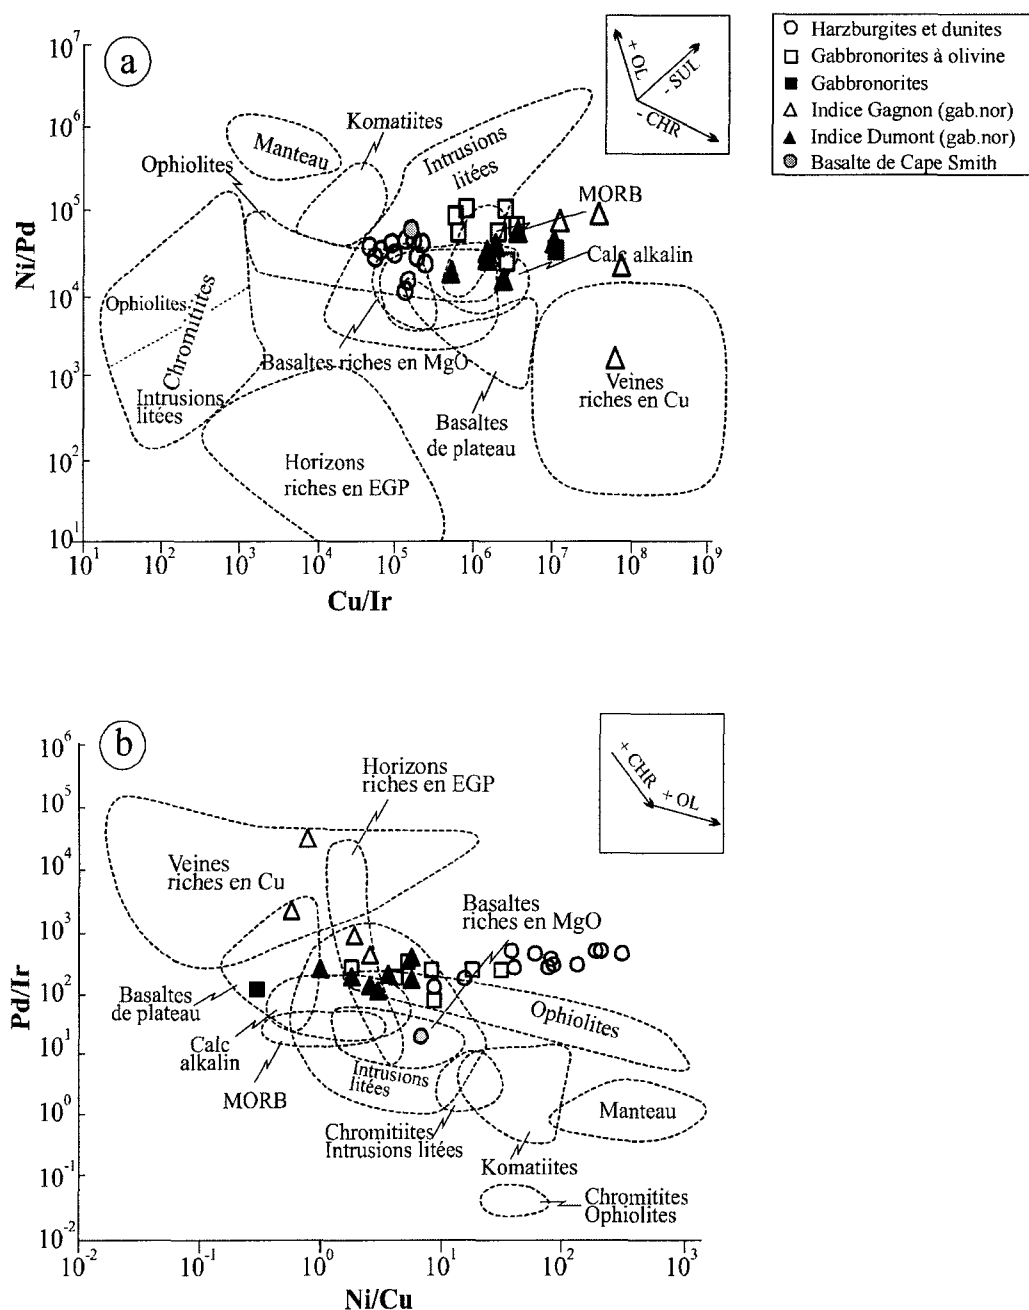 a
10^7
10^6
10^5
10^4
10^3
10^2
10^1
Ni/Pd
10^1
10^2
10^3
10^4
10^5
10^6
10^7
10^8
10^9
Cu/Ir
Manteau
Komatiites
Ophiolites
Intrusions
litées
MORB
Calc alkalin
Ophiolites
Chromitites
Intrusions
litées
Basaltes riches en MgO
Basaltes
de plateau
Veines
riches en Cu
Horizons
riches en EGP
+ OL
- SUL
- CHR
Harzburgites et dunites
Gabbronorites à olivine
Gabbronorites
Indice Gagnon (gab.nor)
Indice Dumont (gab.nor)
Basalte de Cape Smith
b
10^6
10^5
10^4
10^3
10^2
10^1
10^0
10^-1
10^-2
Pd/Ir
10^-2
10^-1
10^0
10^1
10^2
10^3
Ni/Cu
Horizons
riches en EGP
Veines
riches en Cu
Basaltes
riches en MgO
Basaltes
de plateau
Calc
alkalin
MORB
Ophiolites
Intrusions
litées
Chromitiites
Intrusions litées
Manteau
Komatiites
Chromitites
Ophiolites
+ CHR
+ OL